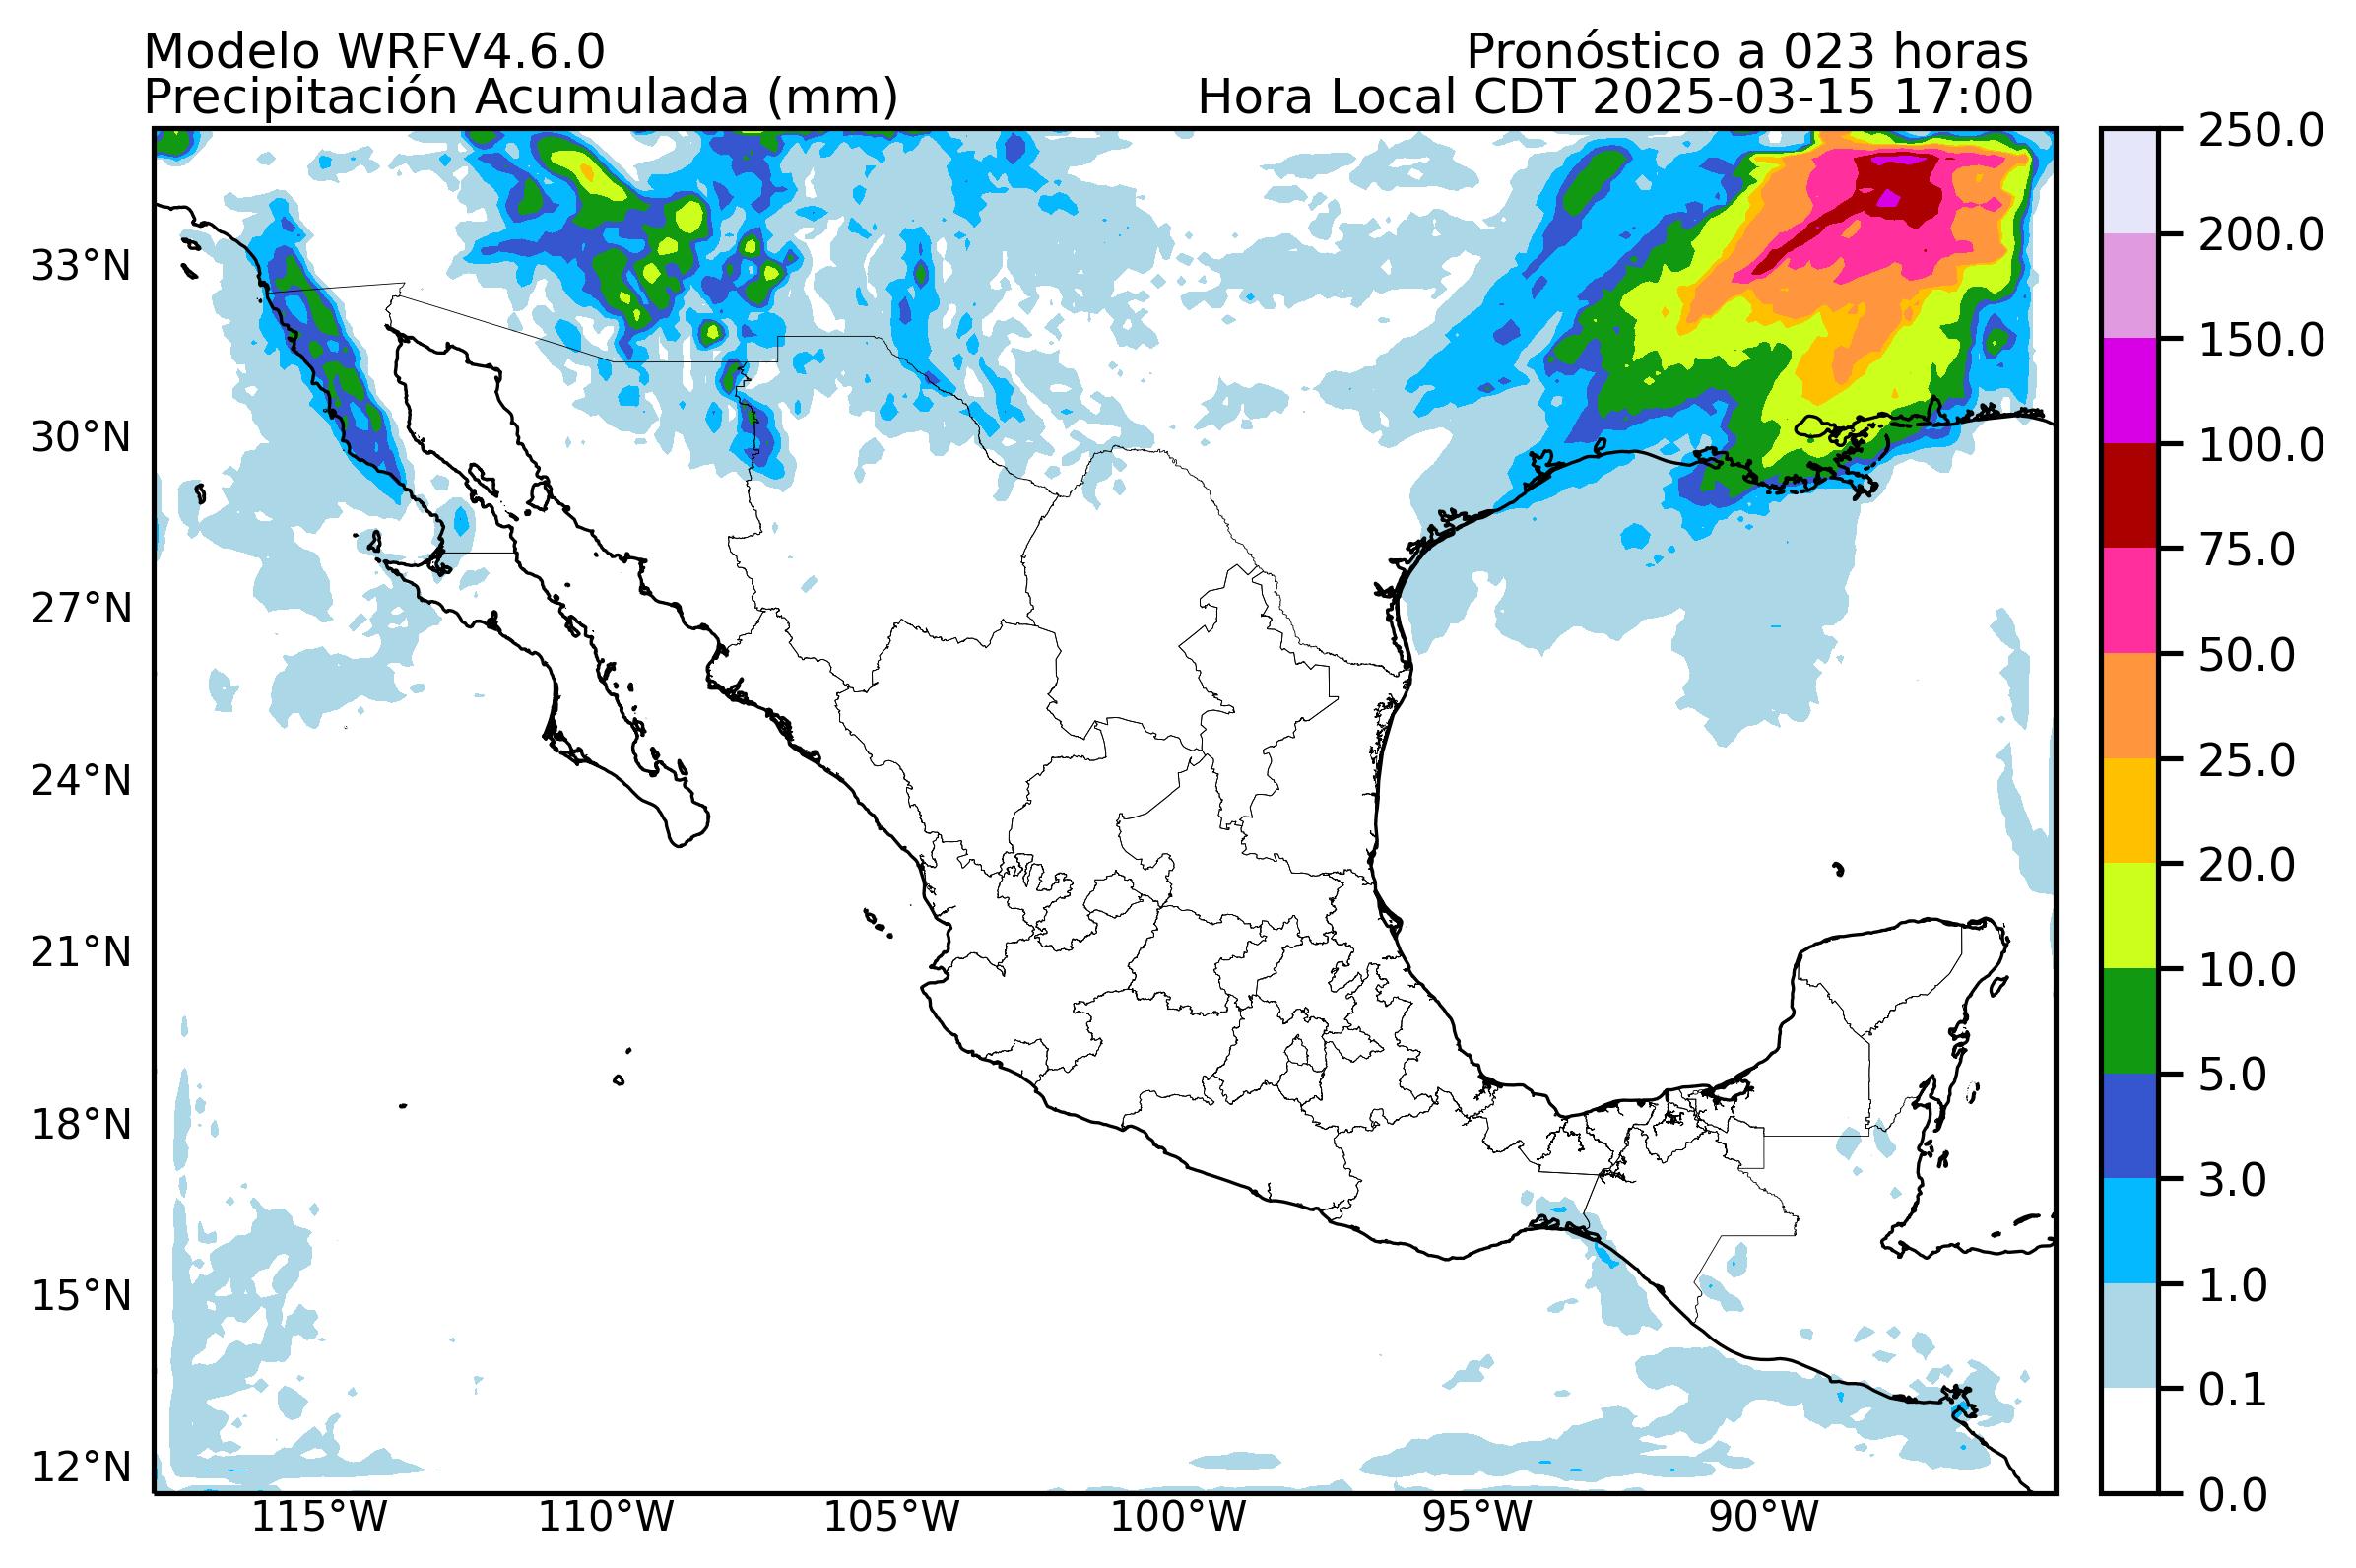 Modelo WRFV4.6.0
Pronóstico a 023 horas
Precipitación Acumulada (mm)
Hora Local CDT 2025-03-15 17:00
33°N
30°N
27°N
24°N
21°N
18°N
15°N
12°N
115°W
110°W
105°W
100°W
95°W
90°W
250.0
200.0
150.0
100.0
75.0
50.0
25.0
20.0
10.0
5.0
3.0
1.0
0.1
0.0